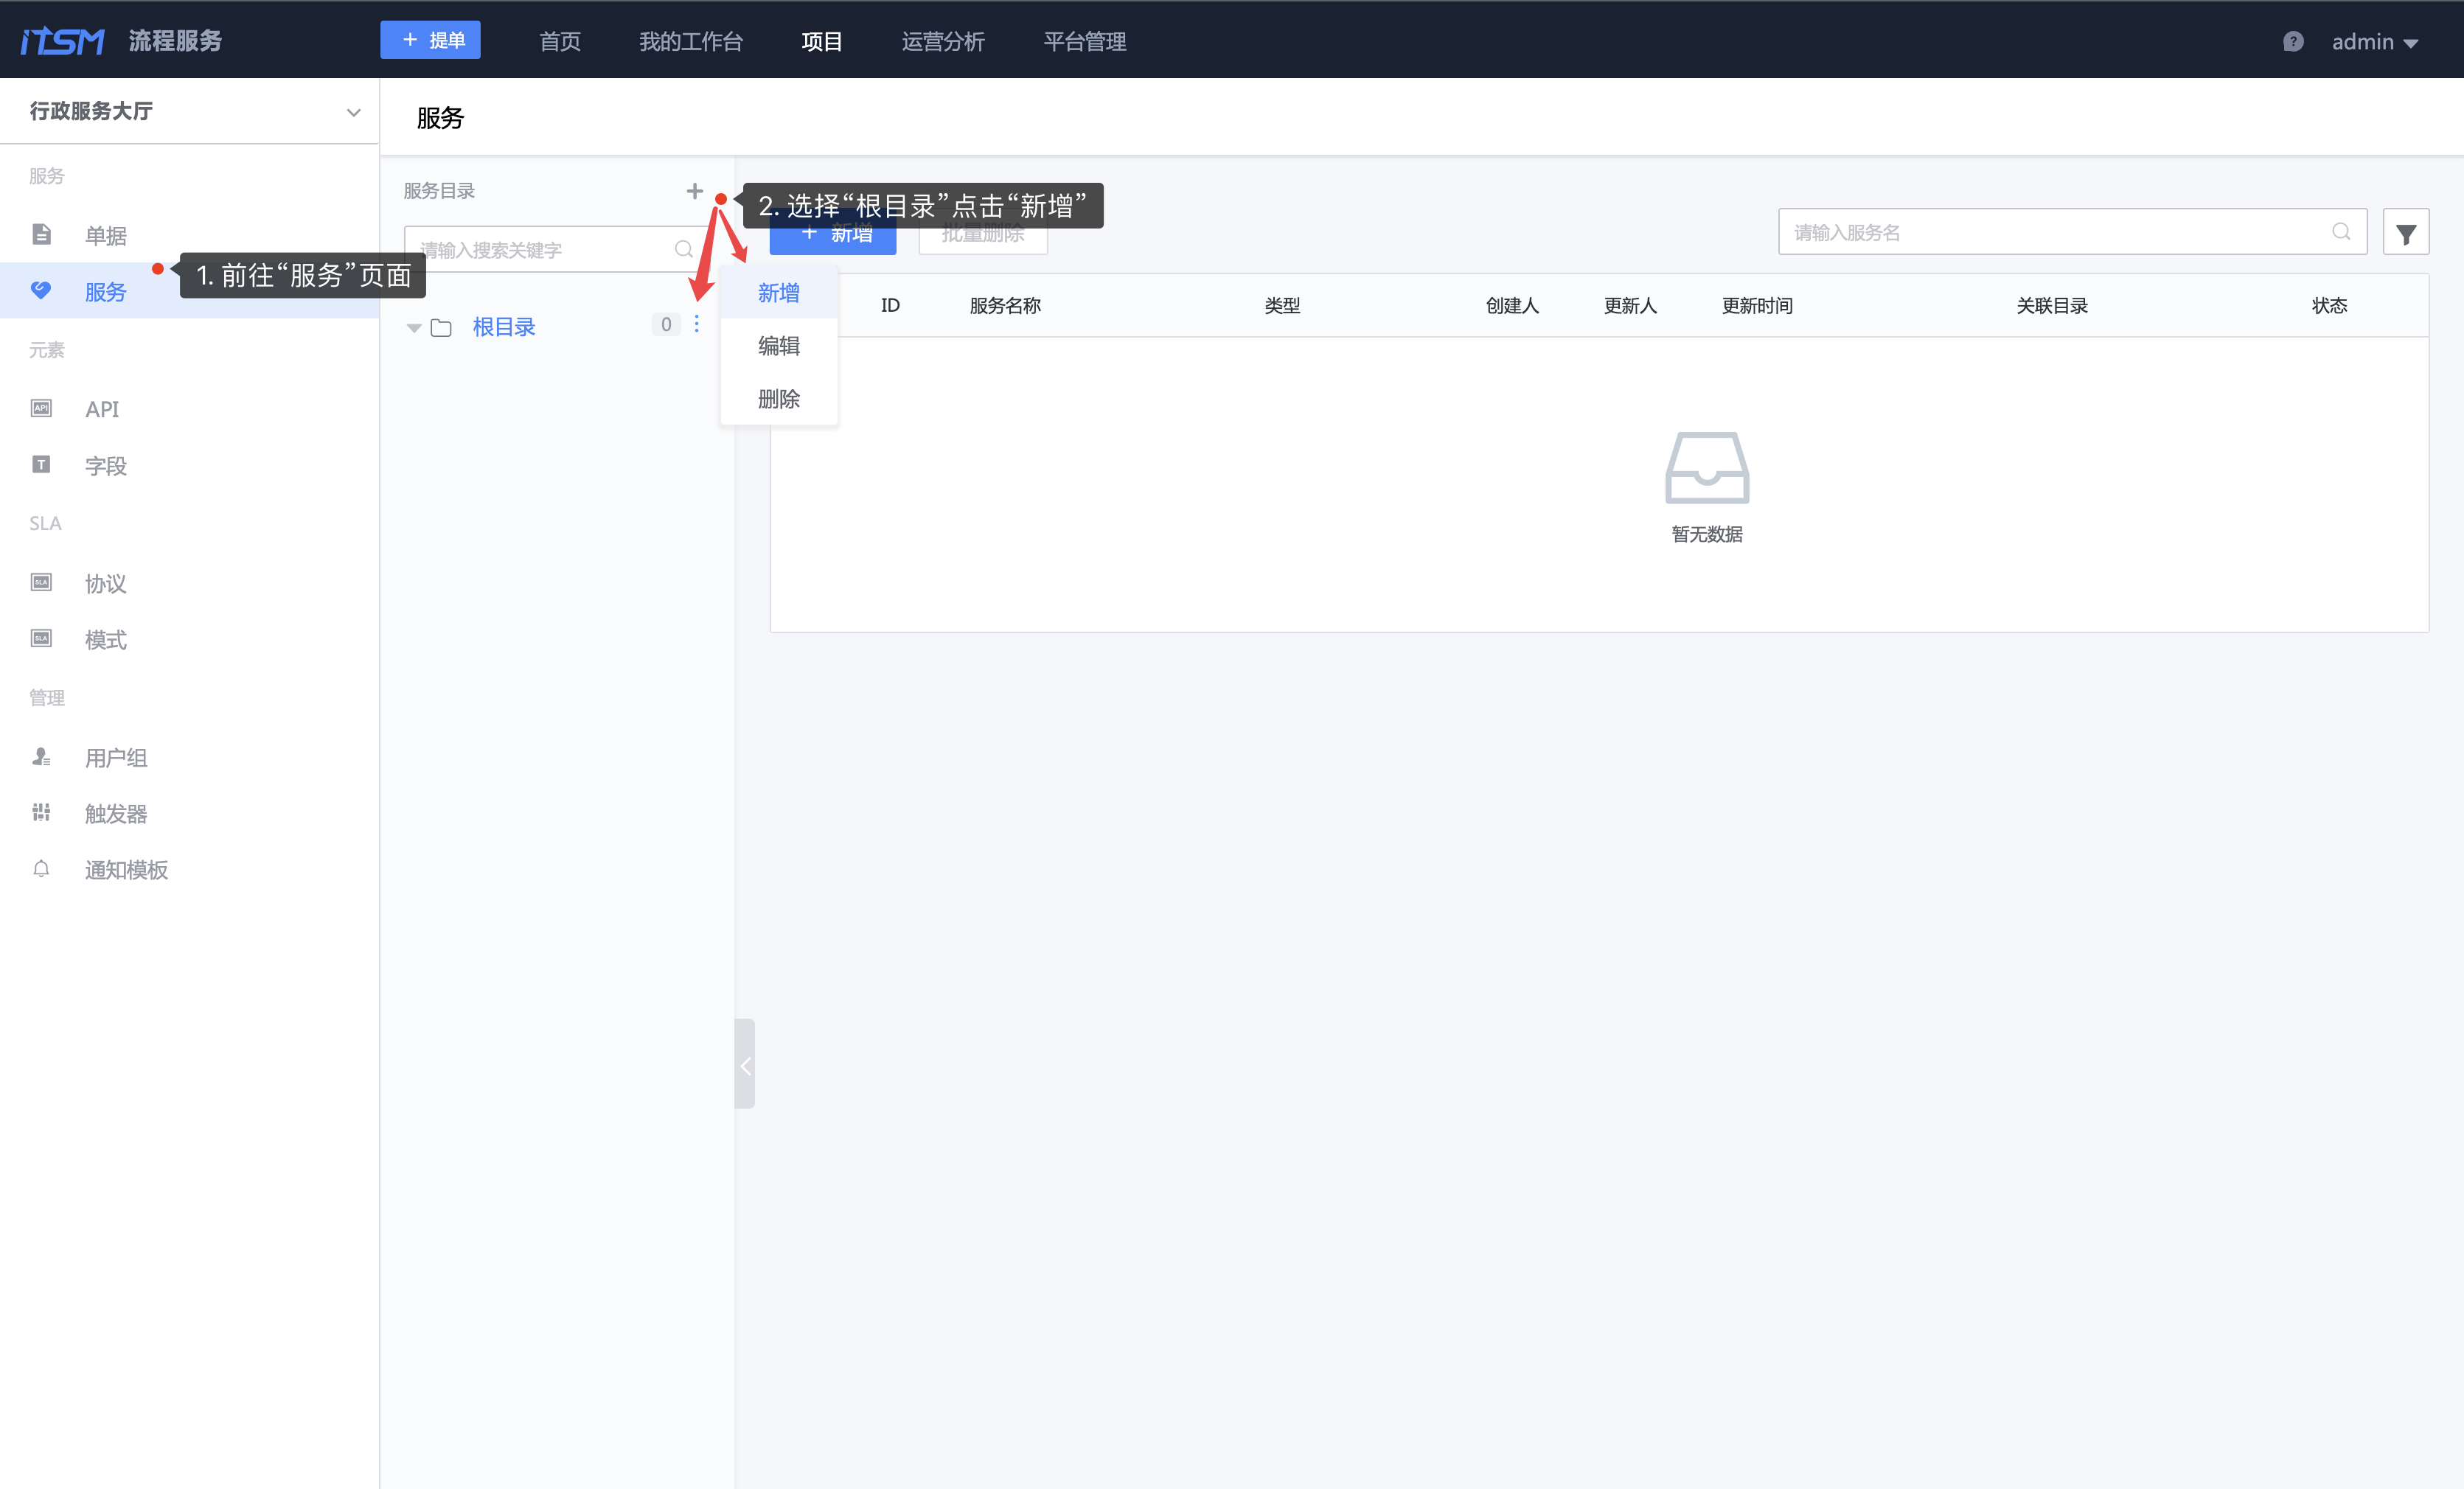 iTSM 流程服务
+ 提单
首页
我的工作台
项目
运营分析
平台管理
?
admin
行政服务大厅
服务
单据
服务
1. 前往“服务”页面
元素
API
API
T
字段
SLA
SLA
协议
SLA
模式
管理
用户组
触发器
通知模板
服务
服务目录
+
请输入搜索关键字
根目录
0
2. 选择“根目录”点击“新增”
新增
编辑
删除
+ 新增
批量删除
请输入服务名
ID
服务名称
类型
创建人
更新人
更新时间
关联目录
状态
暂无数据